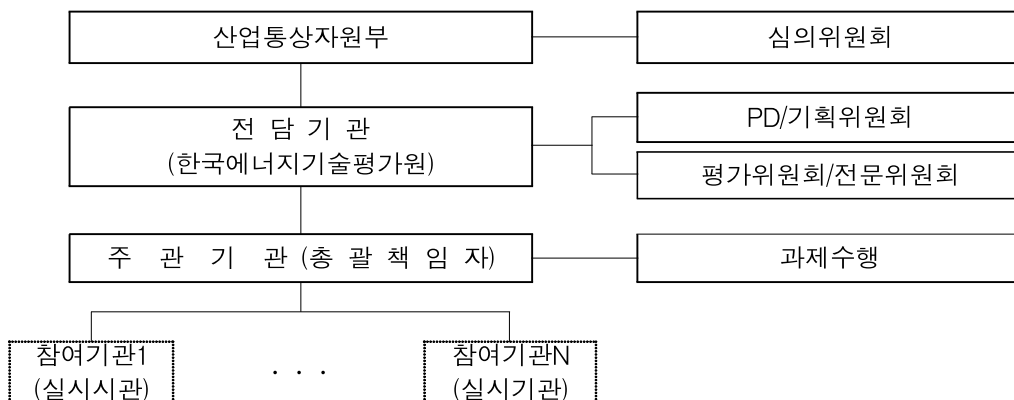 산업통상자원부
심의위원회
전 담 기 관
(한국에너지기술평가원)
PD/기획위원회
평가위원회/전문위원회
주 관 기 관 (총 괄 책 임 자)
과제수행
참여기관1
(실시시관)
· · ·
참여기관N
(실시기관)